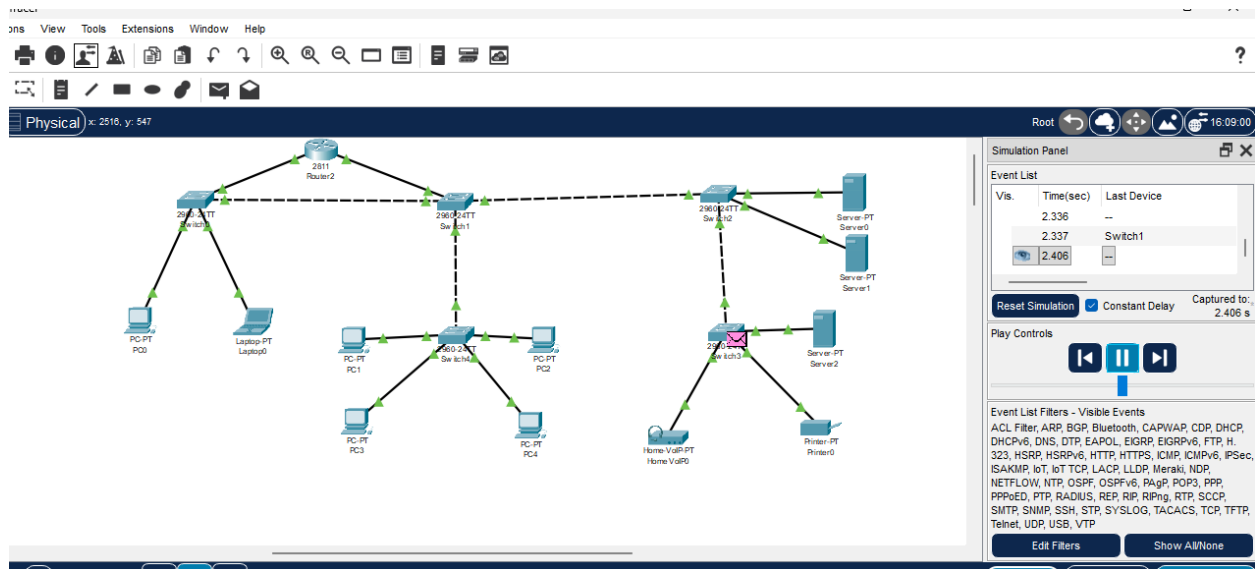 View Tools Extensions Window Help
?
Physical x: 2516, y: 547
Root 16:09:00
2811
Router2
2960-24TT
Switch1
2960-24TT
Switch2
Server-PT
Server0
Server-PT
Server1
PC-PT
PC0
Laptop-PT
Laptop0
PC-PT
PC1
2960-24TT
Switch4
PC-PT
PC2
PC-PT
PC3
PC-PT
PC4
Switch3
Server-PT
Server2
Home-VoIP-PT
Home VoIP0
Printer-PT
Printer0
Simulation Panel
Event List
Vis. Time(sec) Last Device
2.336 --
2.337 Switch1
2.406 --
Reset Simulation Constant Delay Captured to:
2.406 s
Play Controls
Event List Filters - Visible Events
ACL Filter, ARP, BGP, Bluetooth, CAPWAP, CDP, DHCP,
DHCPv6, DNS, DTP, EAPOL, EIGRP, EIGRPv6, FTP, H.
323, HSRP, HSRPv6, HTTP, HTTPS, ICMP, ICMPv6, IPSec,
ISAKMP, IoT, IoT TCP, LACP, LLDP, Meraki, NDP,
NETFLOW, NTP, OSPF, OSPFv6, PAgP, POP3, PPP,
PPPoED, PTP, RADIUS, REP, RIP, RIPng, RTP, SCCP,
SMTP, SNMP, SSH, STP, SYSLOG, TACACS, TCP, TFTP,
Telnet, UDP, USB, VTP
Edit Filters Show All/None